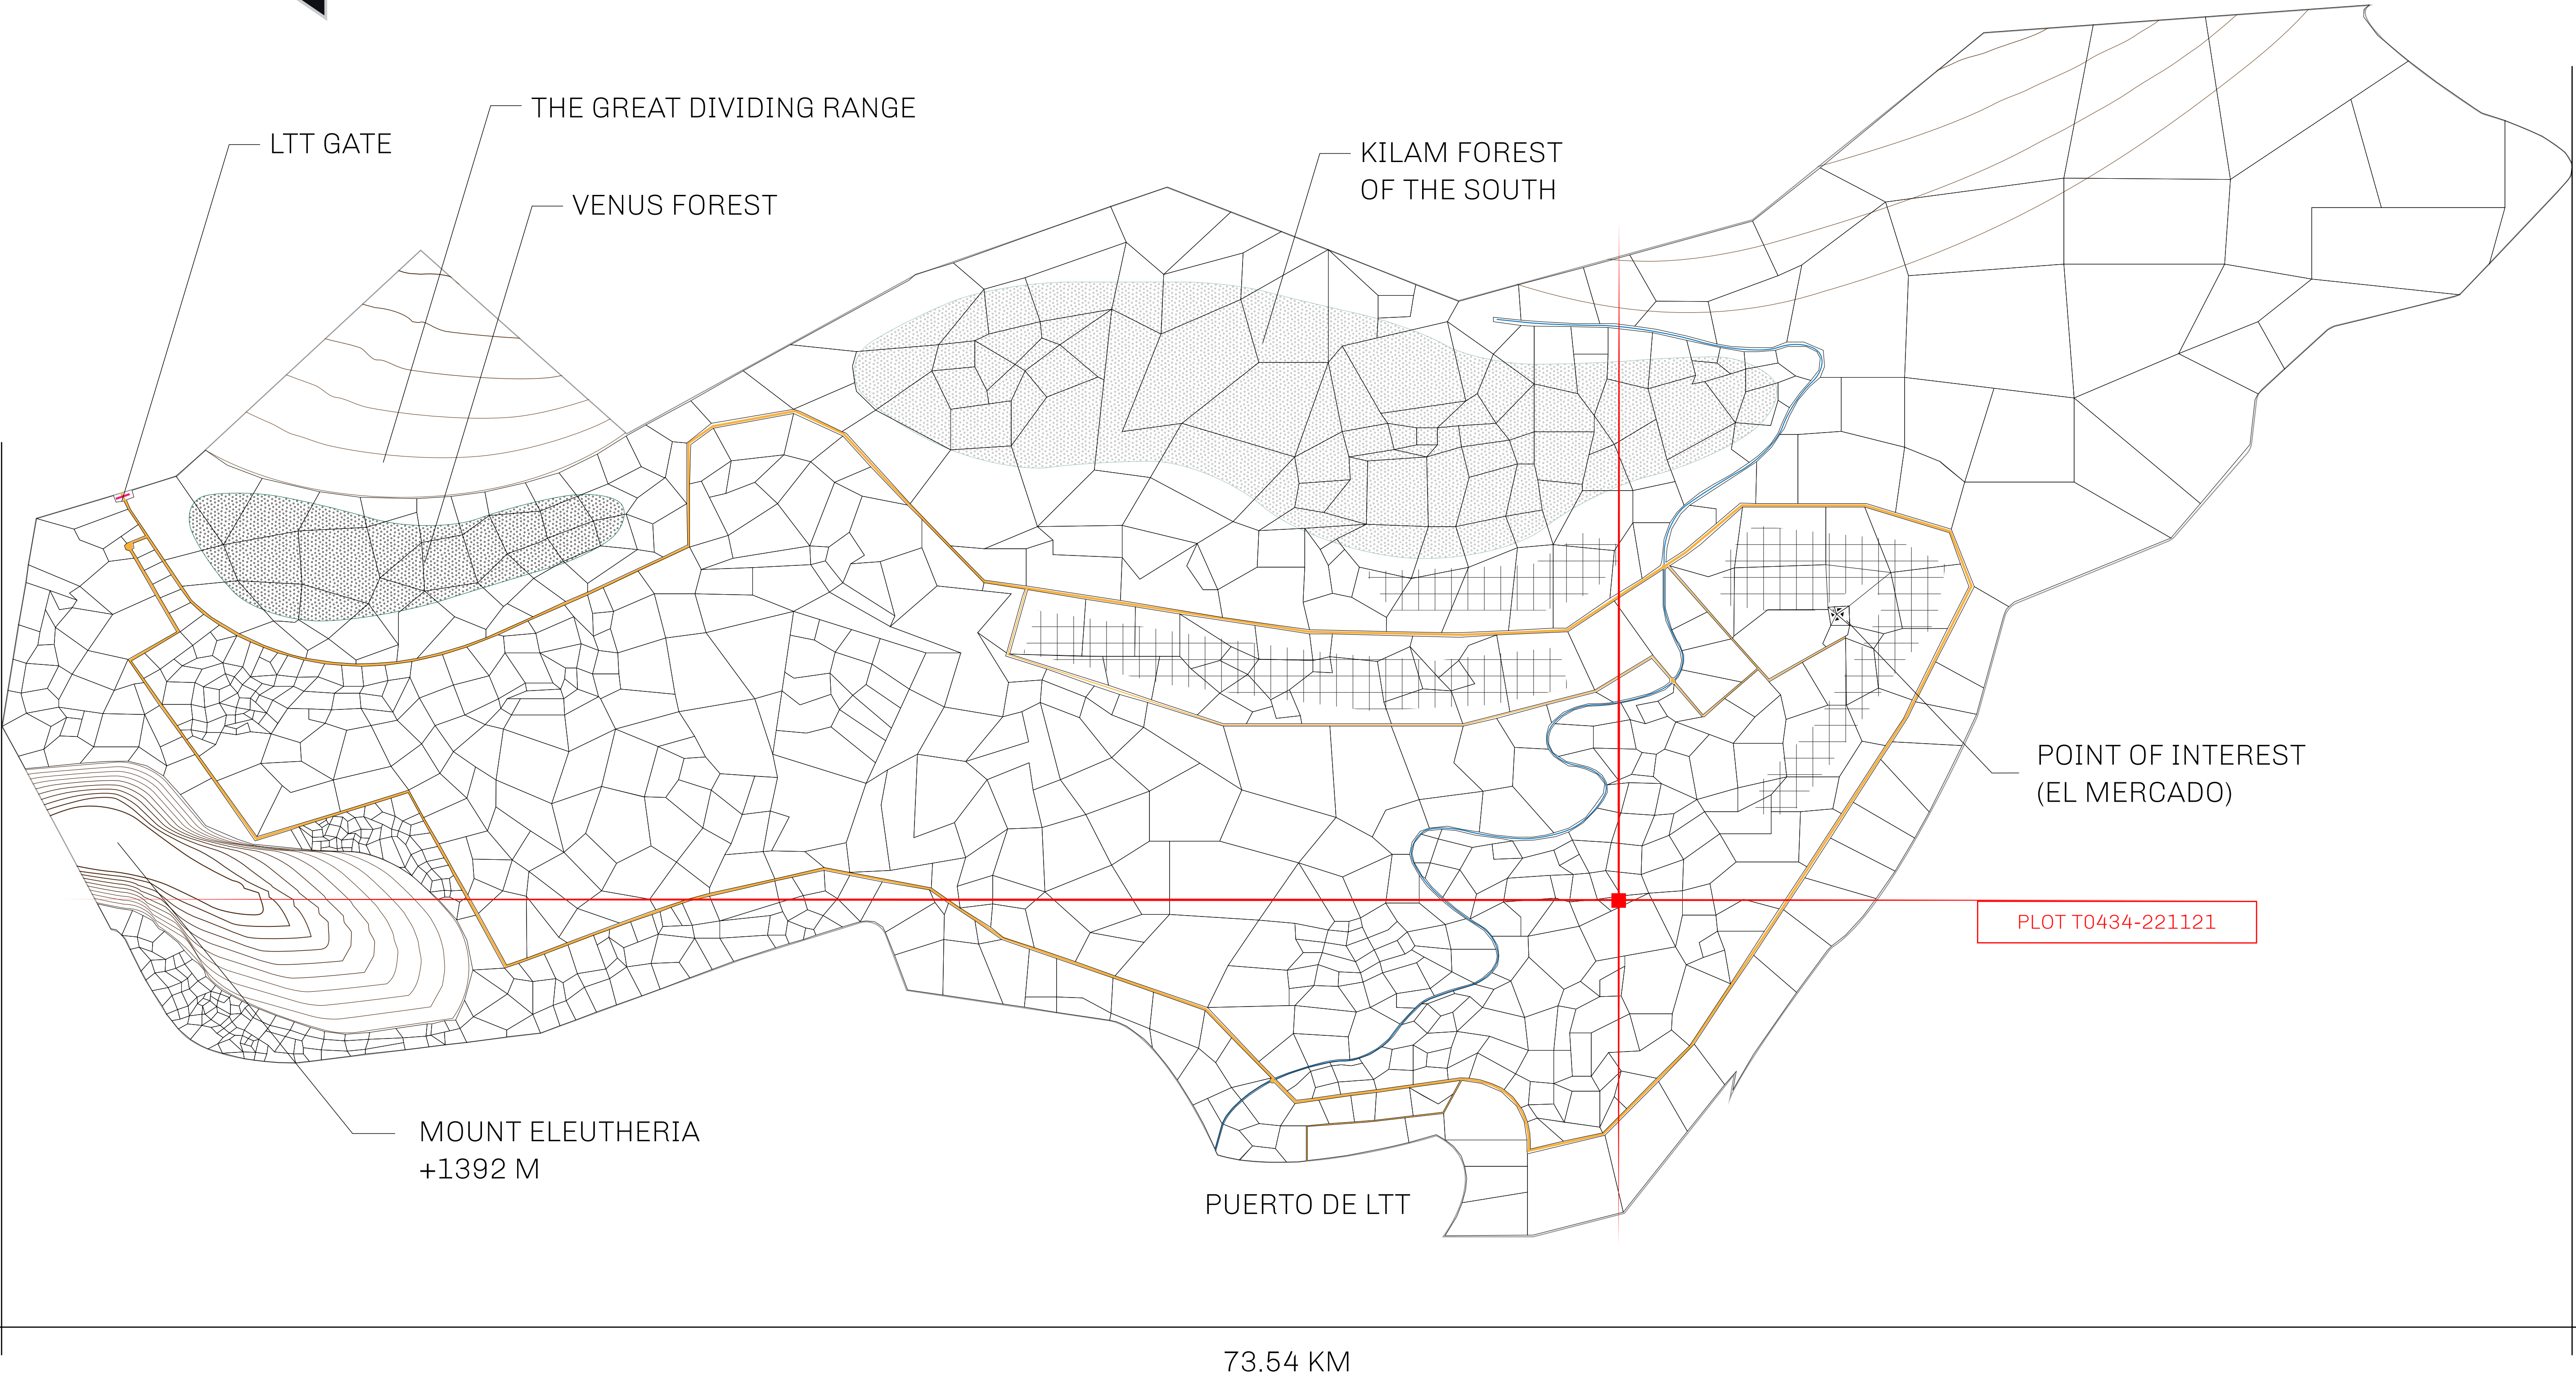 THE GREAT DIVIDING RANGE
LTT GATE
VENUS FOREST
KILAM FOREST
OF THE SOUTH
POINT OF INTEREST
(EL MERCADO)
PLOT T0434-221121
MOUNT ELEUTHERIA
+1392 M
PUERTO DE LTT
73.54 KM